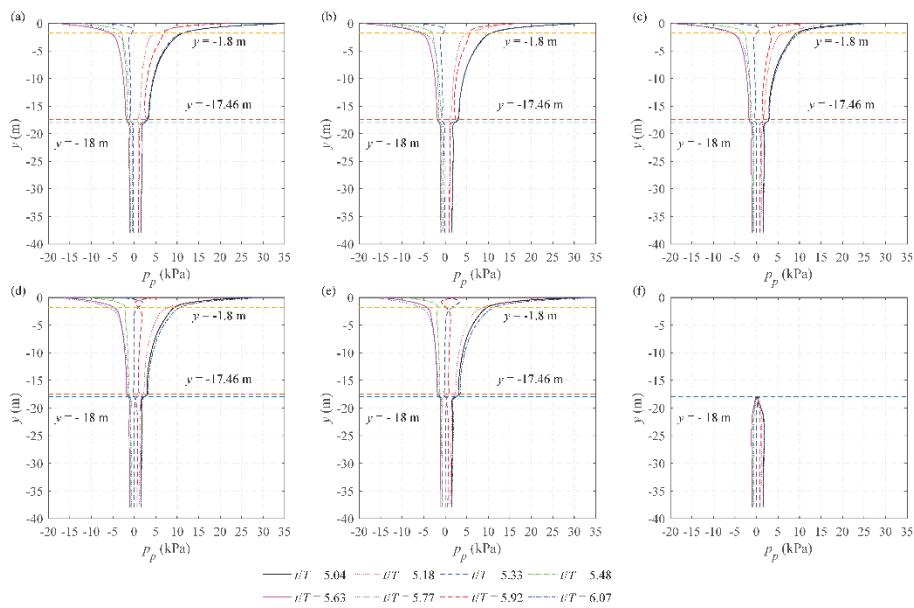 (a)
(b)
(c)
0
-5
-10
-15
-20
-25
-30
-35
-40
y (m)
y = -1.8 m
y = -17.46 m
y = - 18 m
-20 -15 -10 -5 0 5 10 15 20 25 30 35
p_p (kPa)
0
-5
-10
-15
-20
-25
-30
-35
-40
y (m)
y = -1.8 m
y = -17.46 m
y = - 18 m
-20 -15 -10 -5 0 5 10 15 20 25 30 35
p_p (kPa)
0
-5
-10
-15
-20
-25
-30
-35
-40
y (m)
y = -1.8 m
y = -17.46 m
y = - 18 m
-20 -15 -10 -5 0 5 10 15 20 25 30 35
p_p (kPa)
(d)
(e)
(f)
0
-5
-10
-15
-20
-25
-30
-35
-40
y (m)
y = -1.8 m
y = -17.46 m
y = - 18 m
-20 -15 -10 -5 0 5 10 15 20 25 30 35
p_p (kPa)
0
-5
-10
-15
-20
-25
-30
-35
-40
y (m)
y = -1.8 m
y = -17.46 m
y = - 18 m
-20 -15 -10 -5 0 5 10 15 20 25 30 35
p_p (kPa)
0
-5
-10
-15
-20
-25
-30
-35
-40
y (m)
y = - 18 m
-20 -15 -10 -5 0 5 10 15 20 25 30 35
p_p (kPa)
t/T 5.04 t/T 5.18 t/T 5.33 t/T 5.48
t/T = 5.63 t/T = 5.77 t/T = 5.92 t/T = 6.07